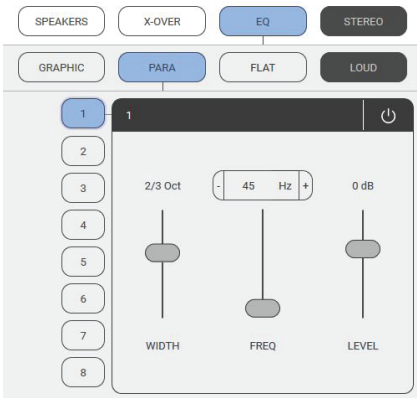 SPEAKERS X-OVER EQ STEREO
GRAPHIC PARA FLAT LOUD
1 1
2
3 2/3 Oct - 45 Hz + 0 dB
4
5
6
7 WIDTH FREQ LEVEL
8